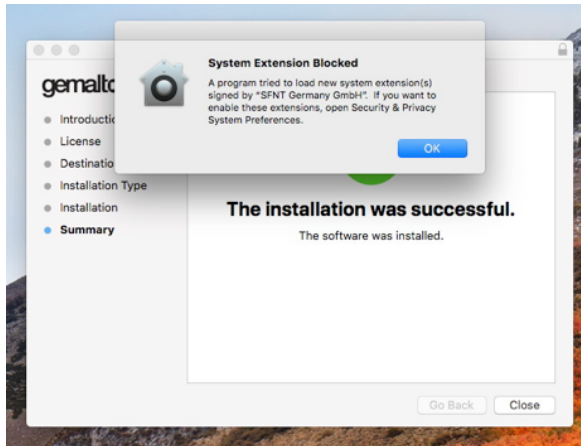 System Extension Blocked
A program tried to load new system extension(s)
signed by “SFNT Germany GmbH”. If you want to
enable these extensions, open Security & Privacy
System Preferences.
OK
gemalto
Introductio
License
Destinatio
Installation Type
Installation
Summary
The installation was successful.
The software was installed.
Go Back
Close